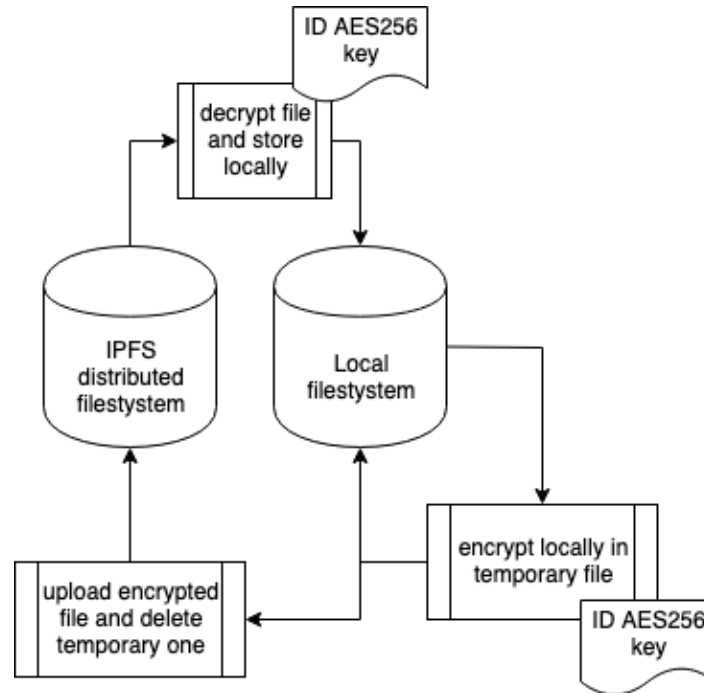 ID AES256
key
decrypt file
and store
locally
IPFS
distributed
filestystem
Local
filestystem
encrypt locally in
temporary file
ID AES256
key
upload encrypted
file and delete
temporary one